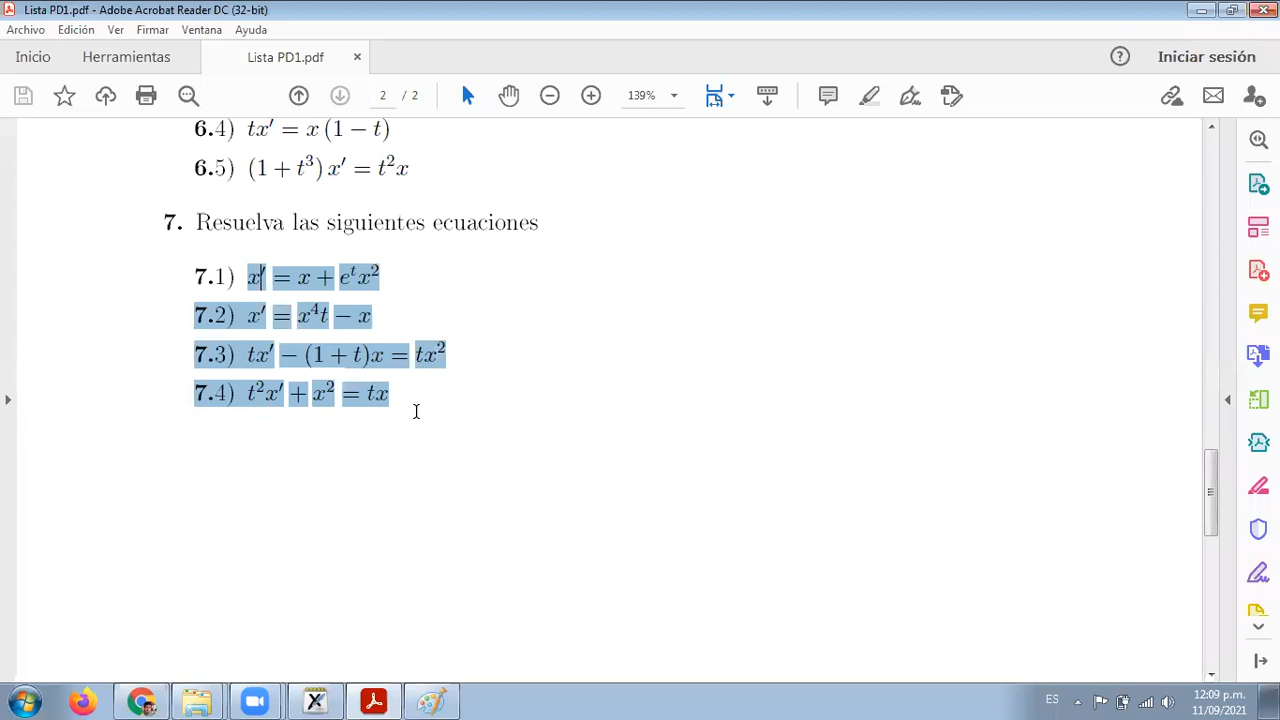 Lista PD1.pdf - Adobe Acrobat Reader DC (32-bit)
Archivo Edición Ver Firmar Ventana Ayuda
Inicio Herramientas Lista PD1.pdf × Iniciar sesión
2 / 2 139%
6.4) tx′ = x (1 − t)
6.5) (1 + t³) x′ = t²x
7. Resuelva las siguientes ecuaciones
7.1) x′ = x + eᵗx²
7.2) x′ = x⁴t − x
7.3) tx′ − (1 + t)x = tx²
7.4) t²x′ + x² = tx
ES 12:09 p.m.
11/09/2021